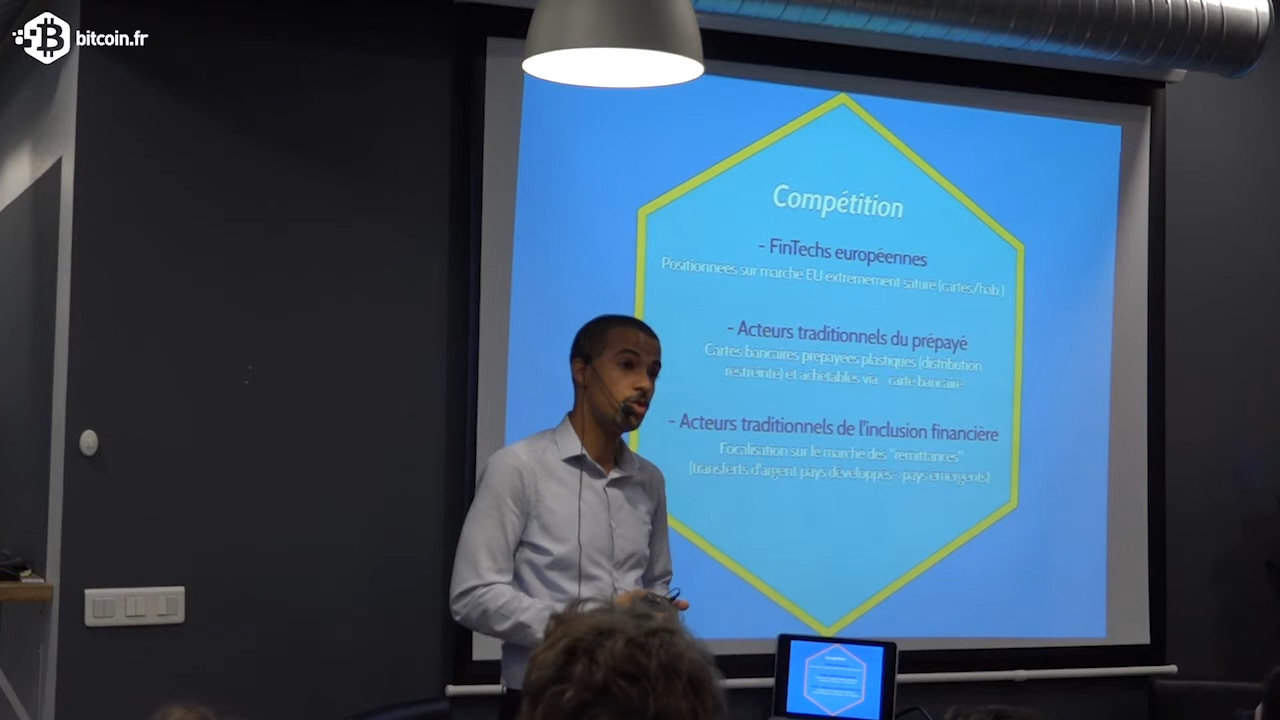 bitcoin.fr
Compétition
- FinTechs européennes
Positionnées sur marché EU extrêmement saturé (cartes/hab.)
- Acteurs traditionnels du prépayé
Cartes bancaires prépayées plastiques (distribution
restreinte) et achetables via... carte bancaire
- Acteurs traditionnels de l'inclusion financière
Focalisation sur le marché des "remittances"
(transferts d'argent pays développés - pays émergents)